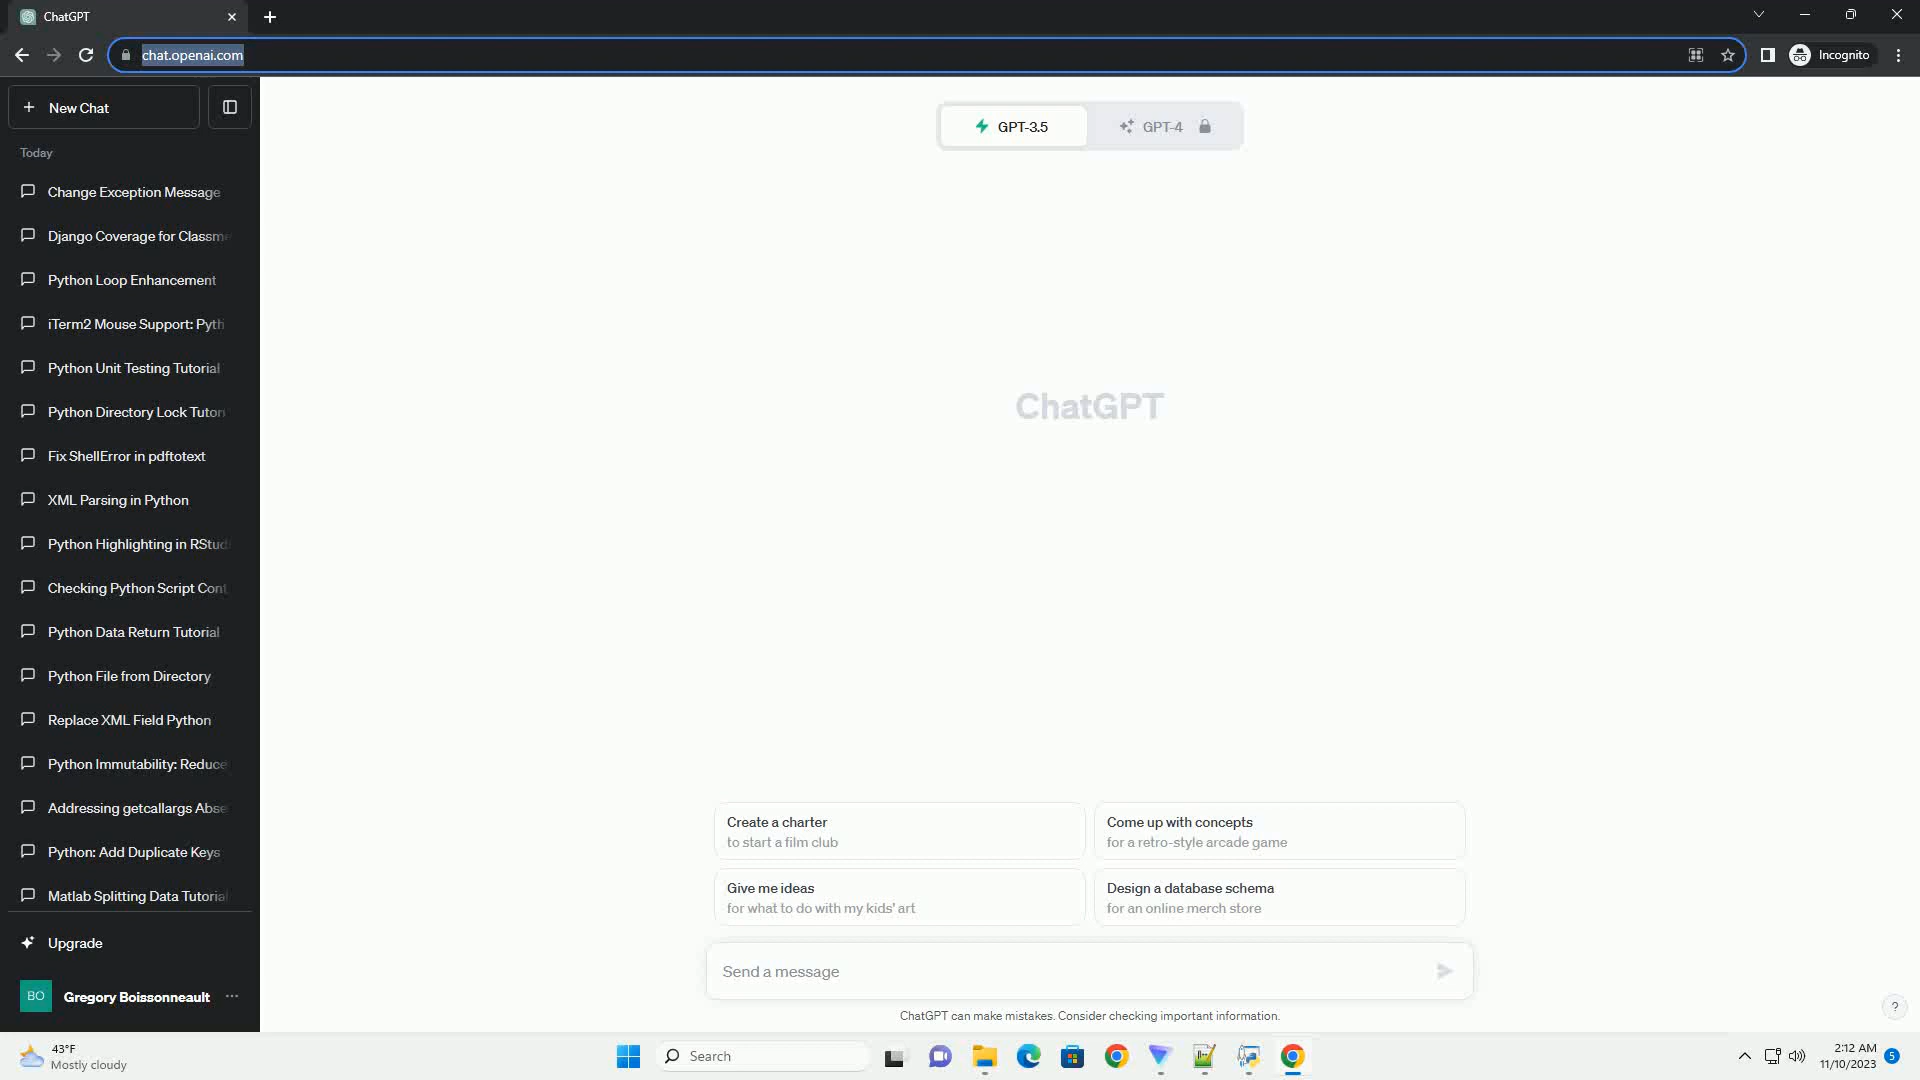 ChatGPT
chat.openai.com
Incognito
New Chat
Today
Change Exception Message
Django Coverage for Classme
Python Loop Enhancement
iTerm2 Mouse Support: Pyth
Python Unit Testing Tutorial
Python Directory Lock Tutori
Fix ShellError in pdftotext
XML Parsing in Python
Python Highlighting in RStudi
Checking Python Script Cont
Python Data Return Tutorial
Python File from Directory
Replace XML Field Python
Python Immutability: Reduce
Addressing getcallargs Abse
Python: Add Duplicate Keys
Matlab Splitting Data Tutorial
Upgrade
BO
Gregory Boissonneault
GPT-3.5
GPT-4
ChatGPT
Create a charter
to start a film club
Come up with concepts
for a retro-style arcade game
Give me ideas
for what to do with my kids' art
Design a database schema
for an online merch store
Send a message
ChatGPT can make mistakes. Consider checking important information.
?
43°F
Mostly cloudy
Search
2:12 AM
11/10/2023
5